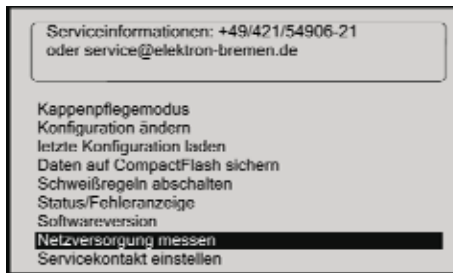 Serviceinformationen: +49/421/54906-21
oder service@elektron-bremen.de
Kappenpflegemodus
Konfiguration ändern
letzte Konfiguration laden
Daten auf CompactFlash sichern
Schweißregeln abschalten
Status/Fehleranzeige
Softwareversion
Netzversorgung messen
Servicekontakt einstellen